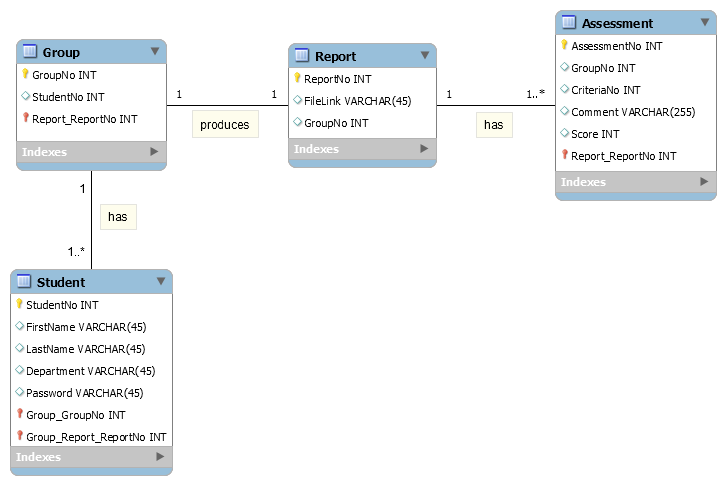 Group
GroupNo INT
StudentNo INT
Report_ReportNo INT
Indexes
1
1
produces
Report
ReportNo INT
FileLink VARCHAR(45)
GroupNo INT
Indexes
1
1..*
has
Assessment
AssessmentNo INT
GroupNo INT
CriteriaNo INT
Comment VARCHAR(255)
Score INT
Report_ReportNo INT
Indexes
1
has
1..*
Student
StudentNo INT
FirstName VARCHAR(45)
LastName VARCHAR(45)
Department VARCHAR(45)
Password VARCHAR(45)
Group_GroupNo INT
Group_Report_ReportNo INT
Indexes